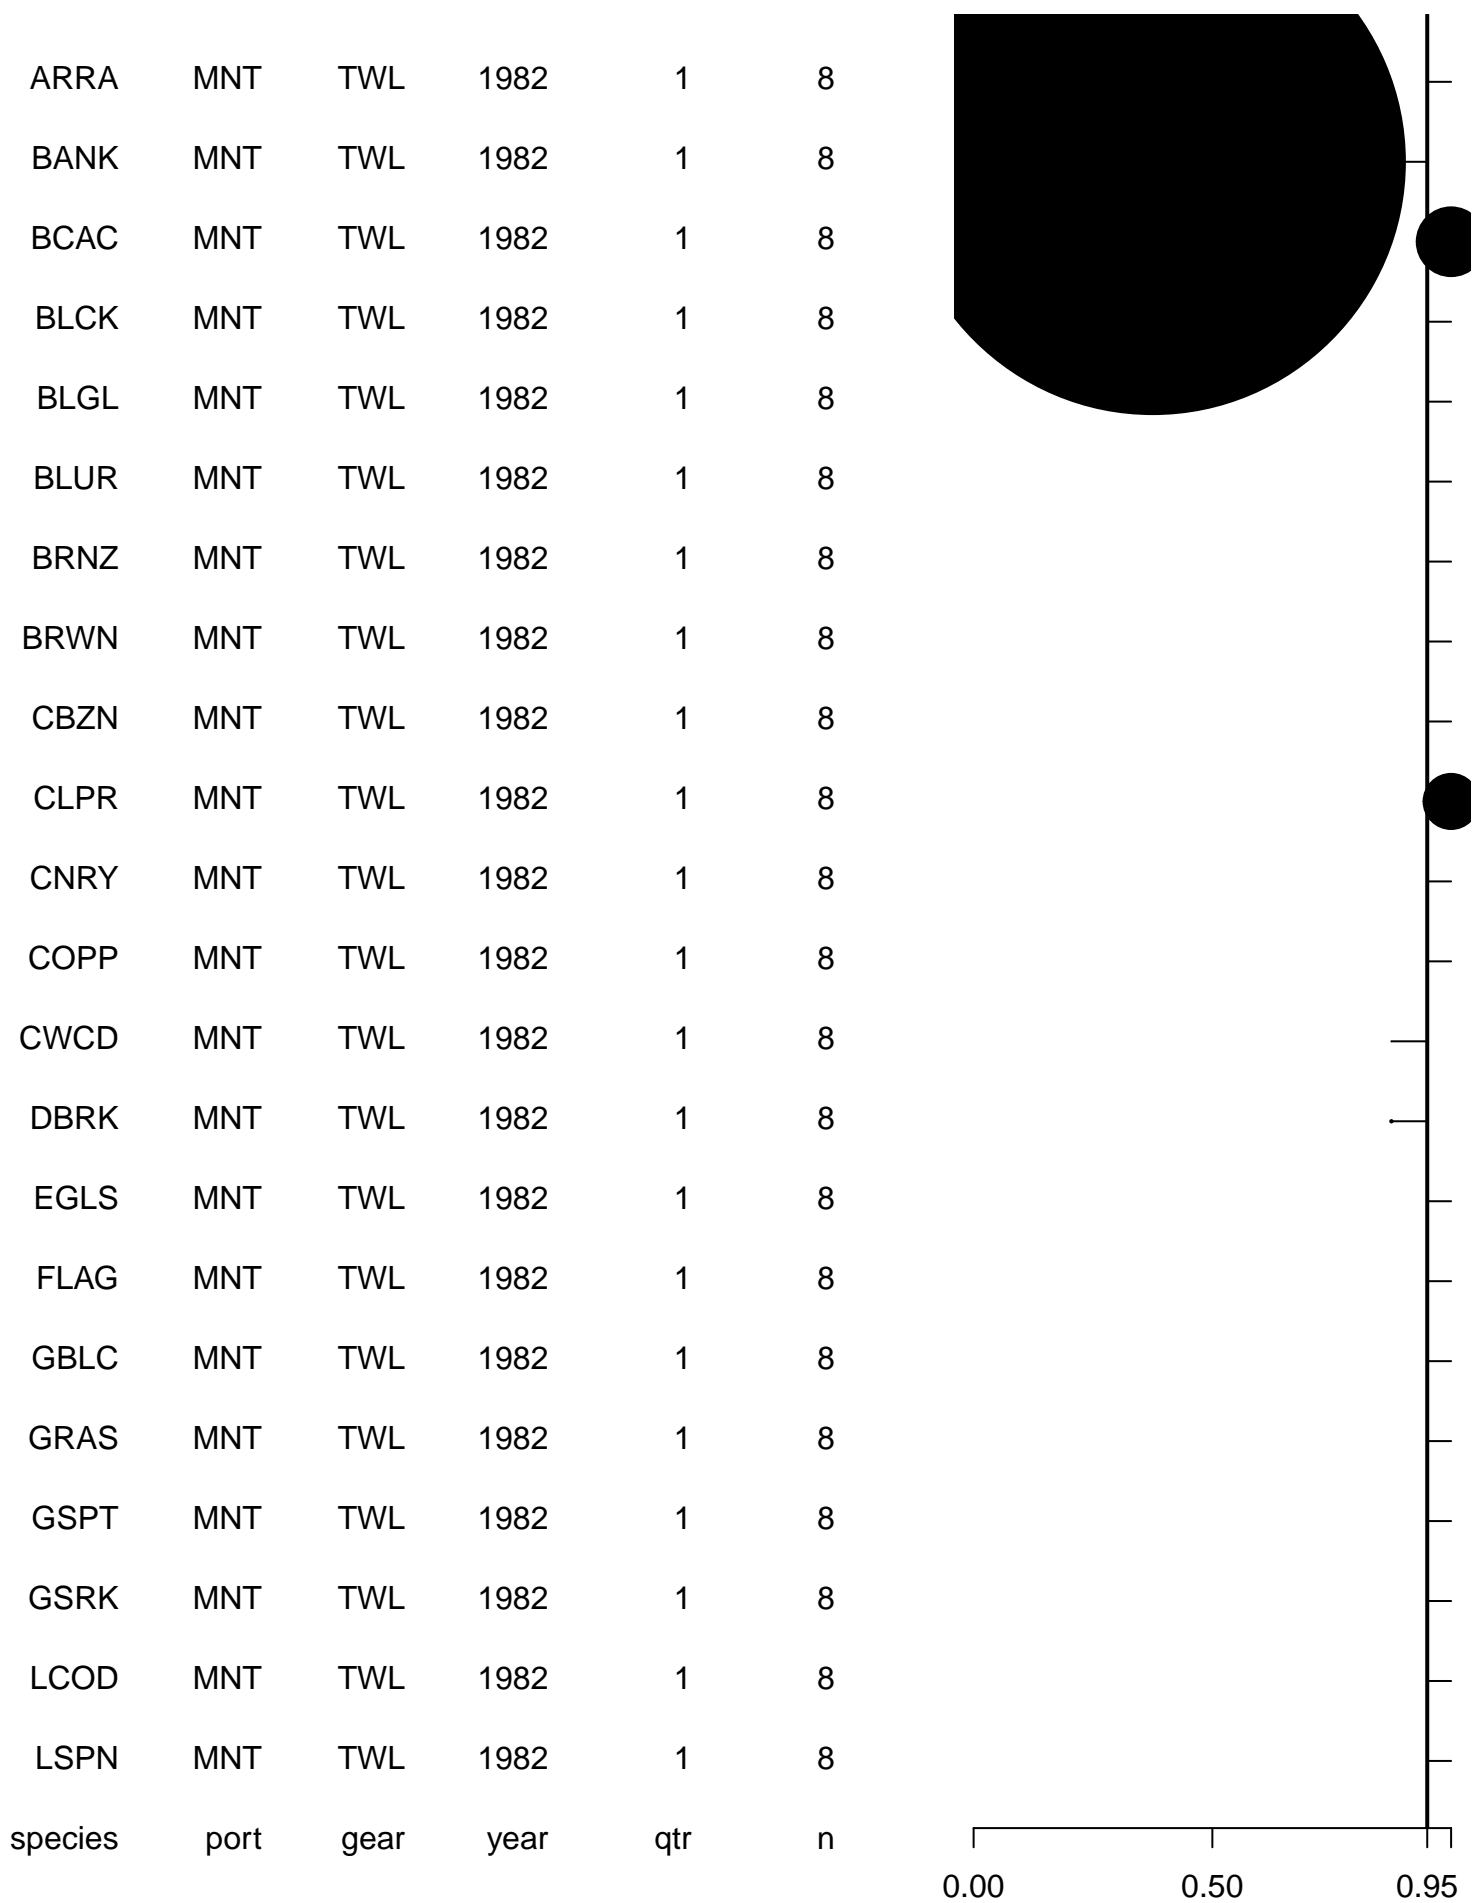 ARRA MNT TWL 1982 1 8
BANK MNT TWL 1982 1 8
BCAC MNT TWL 1982 1 8
BLCK MNT TWL 1982 1 8
BLGL MNT TWL 1982 1 8
BLUR MNT TWL 1982 1 8
BRNZ MNT TWL 1982 1 8
BRWN MNT TWL 1982 1 8
CBZN MNT TWL 1982 1 8
CLPR MNT TWL 1982 1 8
CNRY MNT TWL 1982 1 8
COPP MNT TWL 1982 1 8
CWCD MNT TWL 1982 1 8
DBRK MNT TWL 1982 1 8
EGLS MNT TWL 1982 1 8
FLAG MNT TWL 1982 1 8
GBLC MNT TWL 1982 1 8
GRAS MNT TWL 1982 1 8
GSPT MNT TWL 1982 1 8
GSRK MNT TWL 1982 1 8
LCOD MNT TWL 1982 1 8
LSPN MNT TWL 1982 1 8
species port gear year qtr n
0.00 0.50 0.95